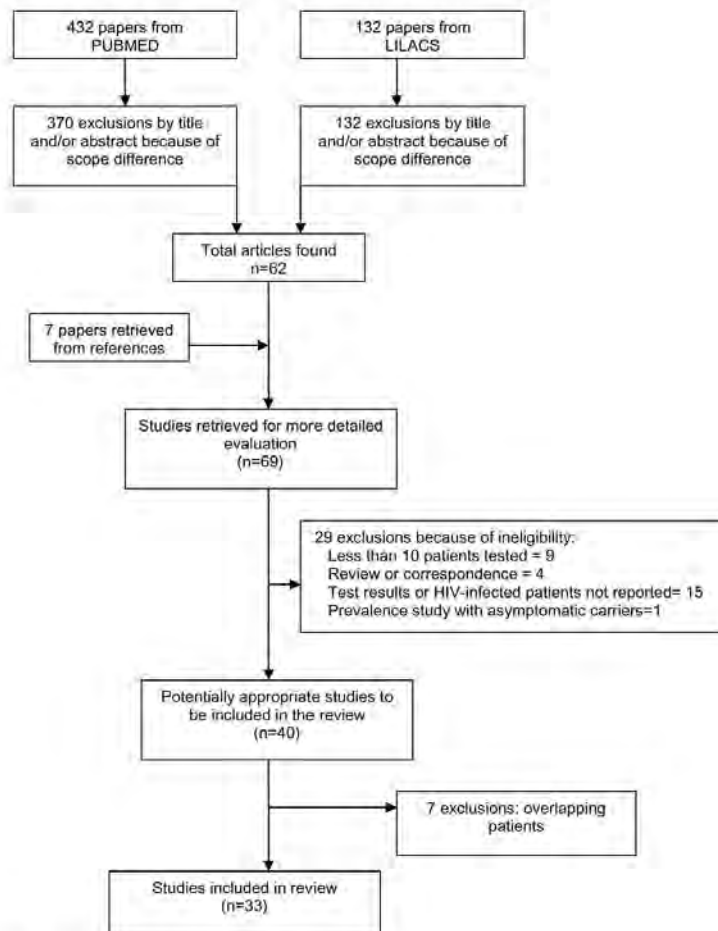 432 papers from
PUBMED
132 papers from
LILACS
370 exclusions by title
and/or abstract because of
scope difference
132 exclusions by title
and/or abstract because of
scope difference
Total articles found
n=62
7 papers retrieved
from references
Studies retrieved for more detailed
evaluation
(n=69)
29 exclusions because of ineligibility:
Less than 10 patients tested = 9
Review or correspondence = 4
Test results or HIV-infected patients not reported= 15
Prevalence study with asymptomatic carriers=1
Potentially appropriate studies to
be included in the review
(n=40)
7 exclusions: overlapping
patients
Studies included in review
(n=33)